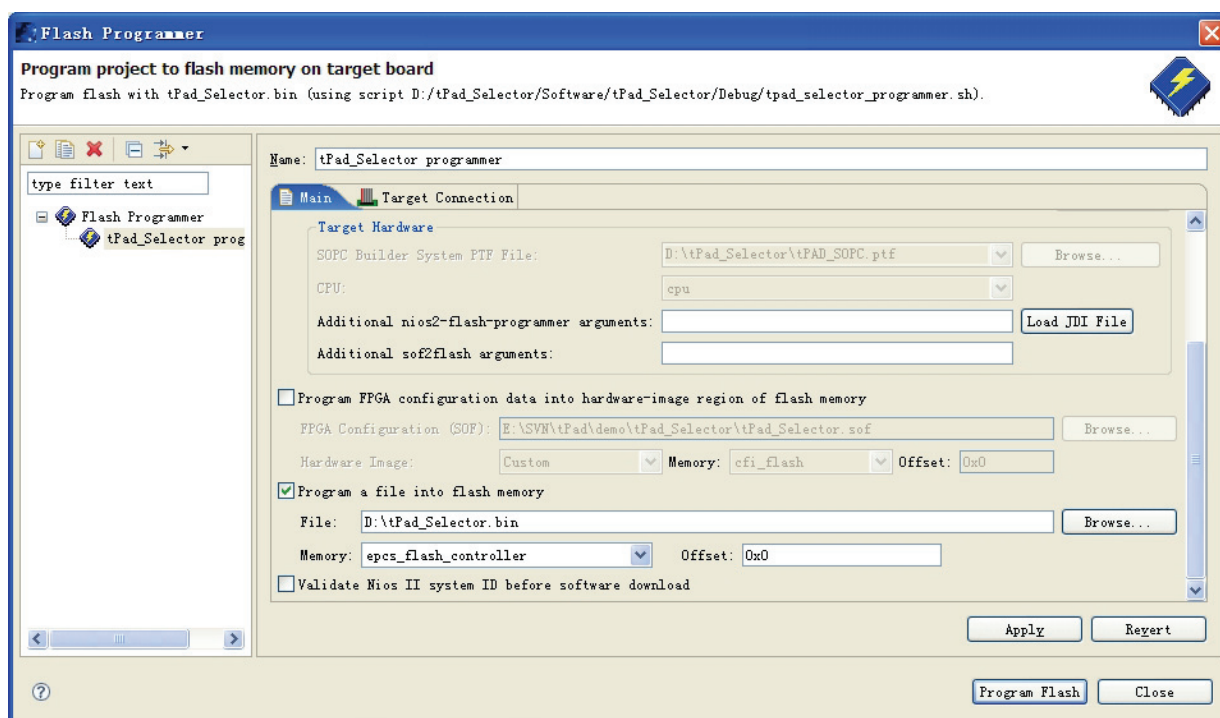 Flash Programmer
Program project to flash memory on target board
Program flash with tPad_Selector.bin (using script D:/tPad_Selector/Software/tPad_Selector/Debug/tpad_selector_programmer.sh).
type filter text
Flash Programmer
tPad_Selector prog
Name: tPad_Selector programmer
Main Target Connection
Target Hardware
SOPC Builder System PTF File: D:\tPad_Selector\tPAD_SOPC.ptf Browse...
CPU: cpu
Additional nios2-flash-programmer arguments: Load JDI File
Additional sof2flash arguments:
Program FPGA configuration data into hardware-image region of flash memory
FPGA Configuration (SOF): E:\SVN\tPad\demo\tPad_Selector\tPad_Selector.sof Browse...
Hardware Image: Custom Memory: cfi_flash Offset: 0x0
Program a file into flash memory
File: D:\tPad_Selector.bin Browse...
Memory: epcs_flash_controller Offset: 0x0
Validate Nios II system ID before software download
Apply Revert
Program Flash Close